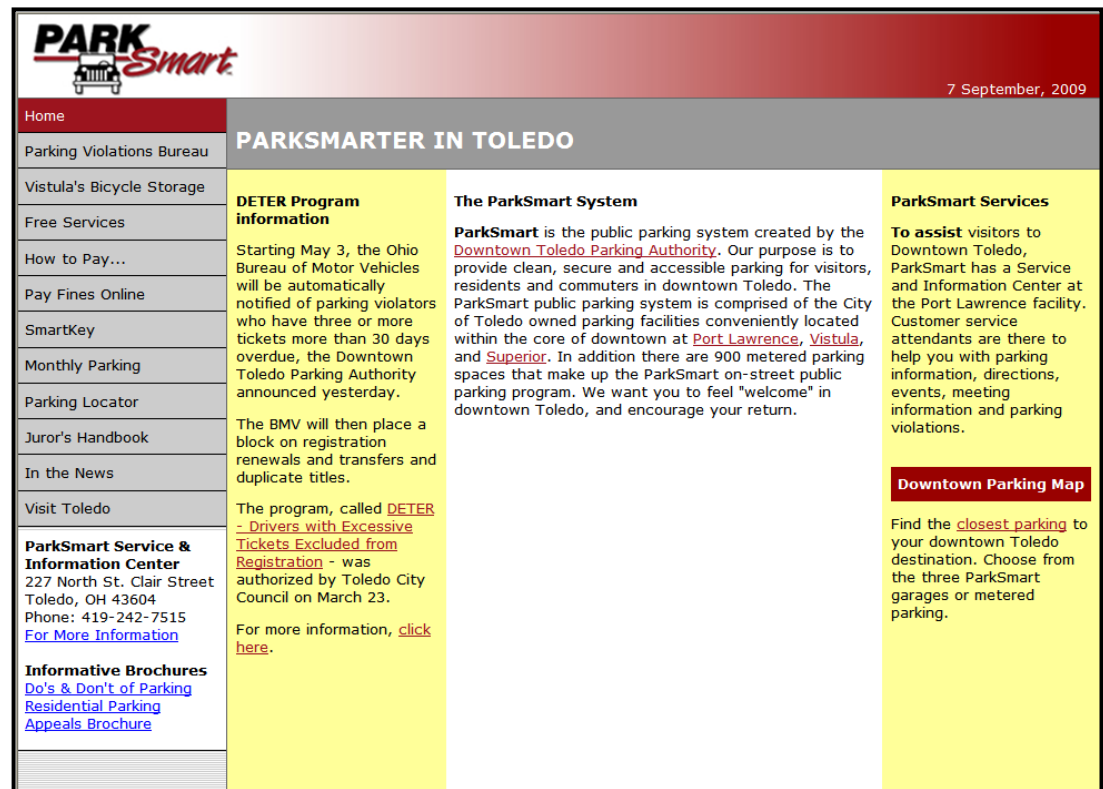 PARK
Smart
7 September, 2009
Home
Parking Violations Bureau
Vistula's Bicycle Storage
Free Services
How to Pay...
Pay Fines Online
SmartKey
Monthly Parking
Parking Locator
Juror's Handbook
In the News
Visit Toledo
ParkSmart Service &
Information Center
227 North St. Clair Street
Toledo, OH 43604
Phone: 419-242-7515
For More Information
Informative Brochures
Do's & Don't of Parking
Residential Parking
Appeals Brochure
PARKSMARTER IN TOLEDO
DETER Program
information
Starting May 3, the Ohio
Bureau of Motor Vehicles
will be automatically
notified of parking violators
who have three or more
tickets more than 30 days
overdue, the Downtown
Toledo Parking Authority
announced yesterday.
The BMV will then place a
block on registration
renewals and transfers and
duplicate titles.
The program, called DETER
- Drivers with Excessive
Tickets Excluded from
Registration - was
authorized by Toledo City
Council on March 23.
For more information, click
here.
The ParkSmart System
ParkSmart is the public parking system created by the
Downtown Toledo Parking Authority. Our purpose is to
provide clean, secure and accessible parking for visitors,
residents and commuters in downtown Toledo. The
ParkSmart public parking system is comprised of the City
of Toledo owned parking facilities conveniently located
within the core of downtown at Port Lawrence, Vistula,
and Superior. In addition there are 900 metered parking
spaces that make up the ParkSmart on-street public
parking program. We want you to feel "welcome" in
downtown Toledo, and encourage your return.
ParkSmart Services
To assist visitors to
Downtown Toledo,
ParkSmart has a Service
and Information Center at
the Port Lawrence facility.
Customer service
attendants are there to
help you with parking
information, directions,
events, meeting
information and parking
violations.
Downtown Parking Map
Find the closest parking to
your downtown Toledo
destination. Choose from
the three ParkSmart
garages or metered
parking.